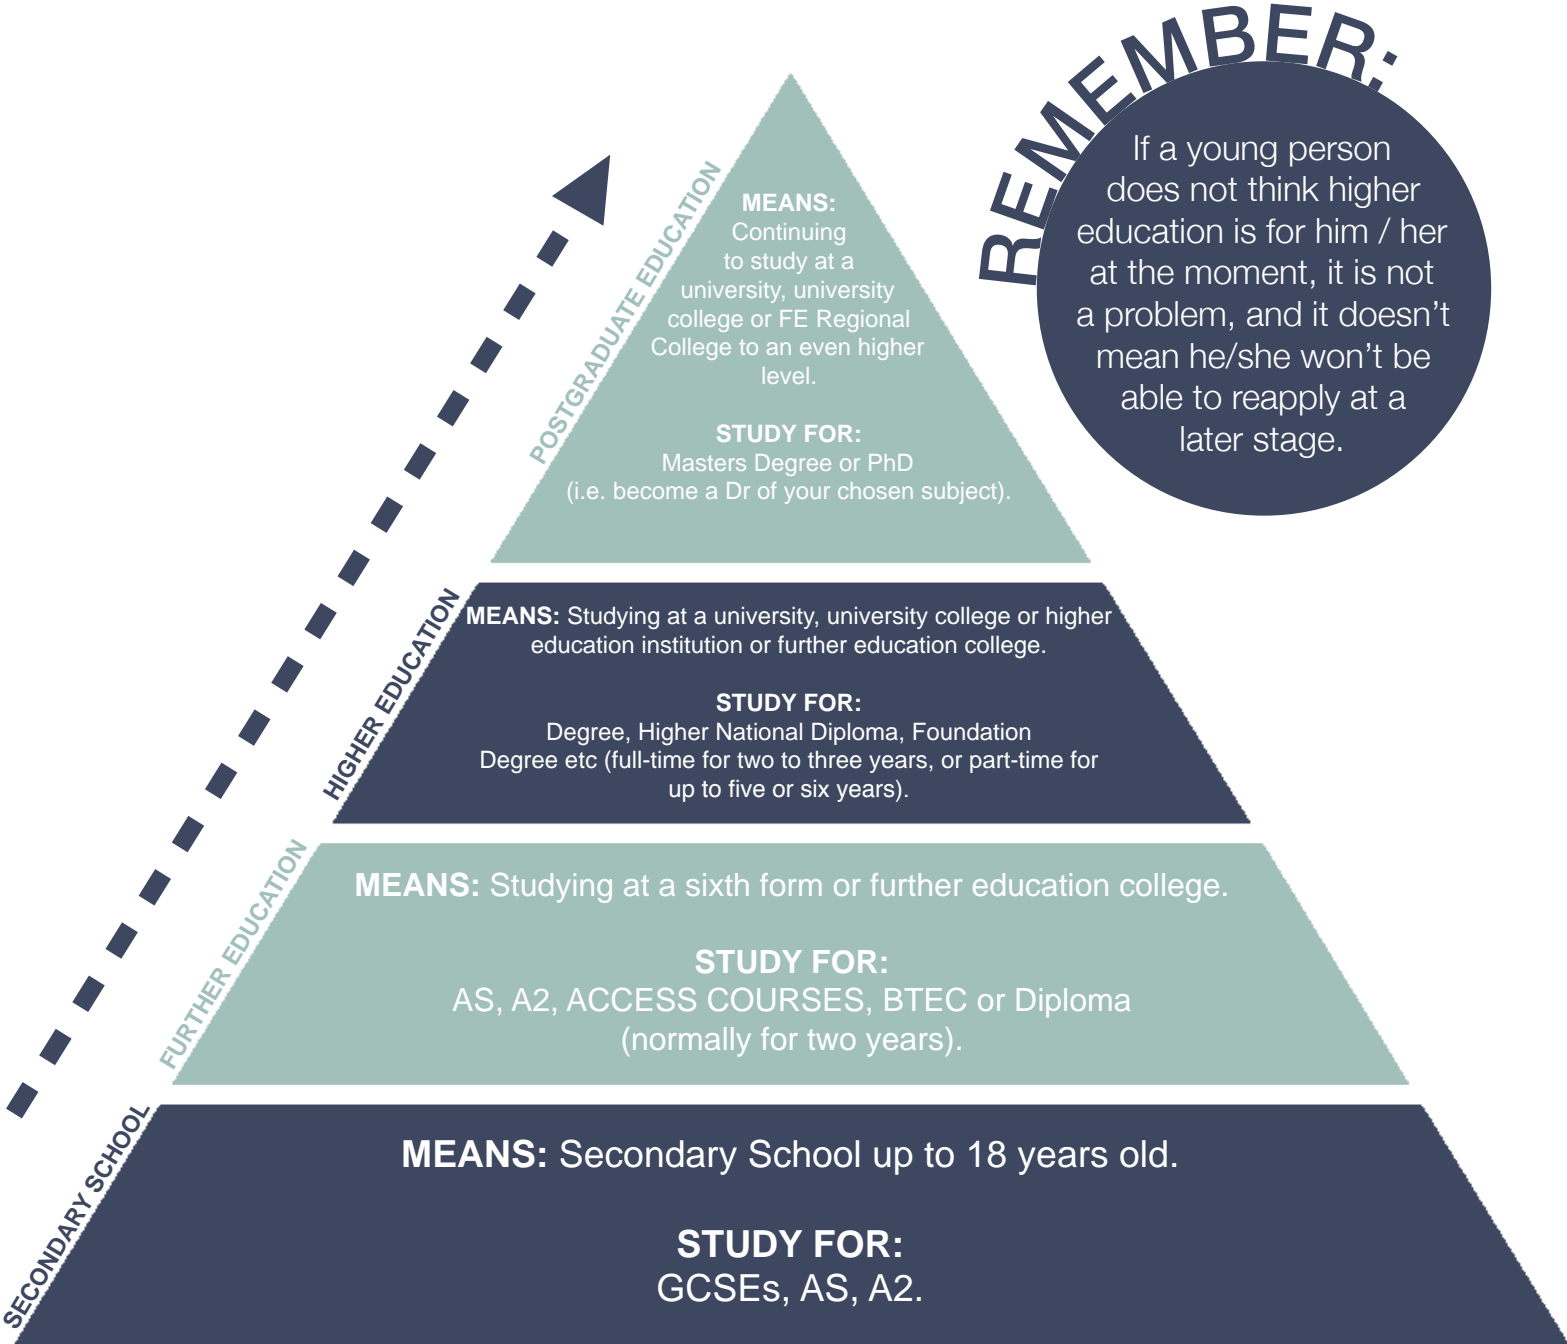 REMEMBER:
If a young person
does not think higher
education is for him / her
at the moment, it is not
a problem, and it doesn’t
mean he/she won’t be
able to reapply at a
later stage.
POSTGRADUATE EDUCATION
MEANS:
Continuing
to study at a
university, university
college or FE Regional
College to an even higher
level.
STUDY FOR:
Masters Degree or PhD
(i.e. become a Dr of your chosen subject).
HIGHER EDUCATION
MEANS: Studying at a university, university college or higher
education institution or further education college.
STUDY FOR:
Degree, Higher National Diploma, Foundation
Degree etc (full-time for two to three years, or part-time for
up to five or six years).
FURTHER EDUCATION
MEANS: Studying at a sixth form or further education college.
STUDY FOR:
AS, A2, ACCESS COURSES, BTEC or Diploma
(normally for two years).
SECONDARY SCHOOL
MEANS: Secondary School up to 18 years old.
STUDY FOR:
GCSEs, AS, A2.